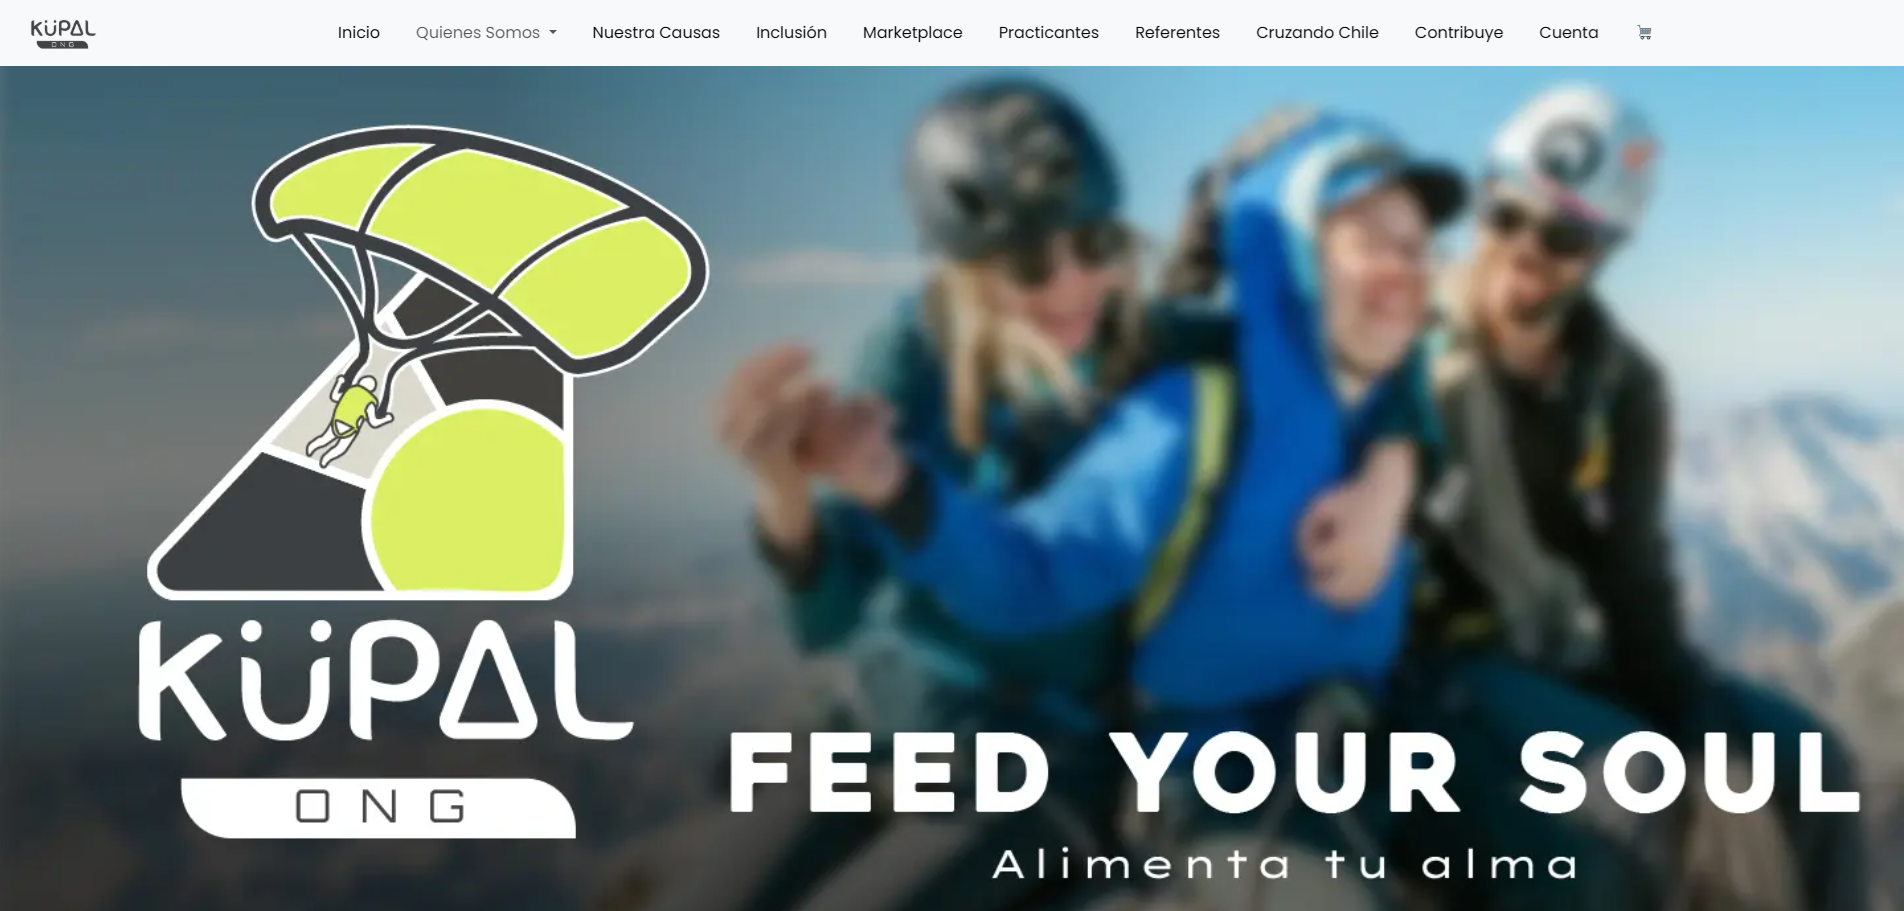 KÜPAL
ONG
Inicio
Quienes Somos
Nuestra Causas
Inclusión
Marketplace
Practicantes
Referentes
Cruzando Chile
Contribuye
Cuenta
KÜPAL
ONG
FEED YOUR SOUL
Alimenta tu alma